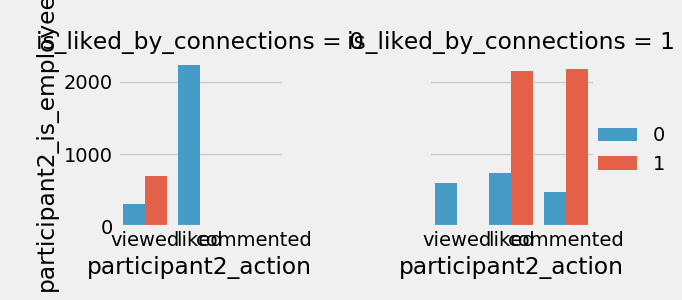 is_liked_by_connections = 0
is_liked_by_connections = 1
participant2_is_employee
2000
1000
0
viewed
liked
commented
viewed
liked
commented
participant2_action
participant2_action
0
1